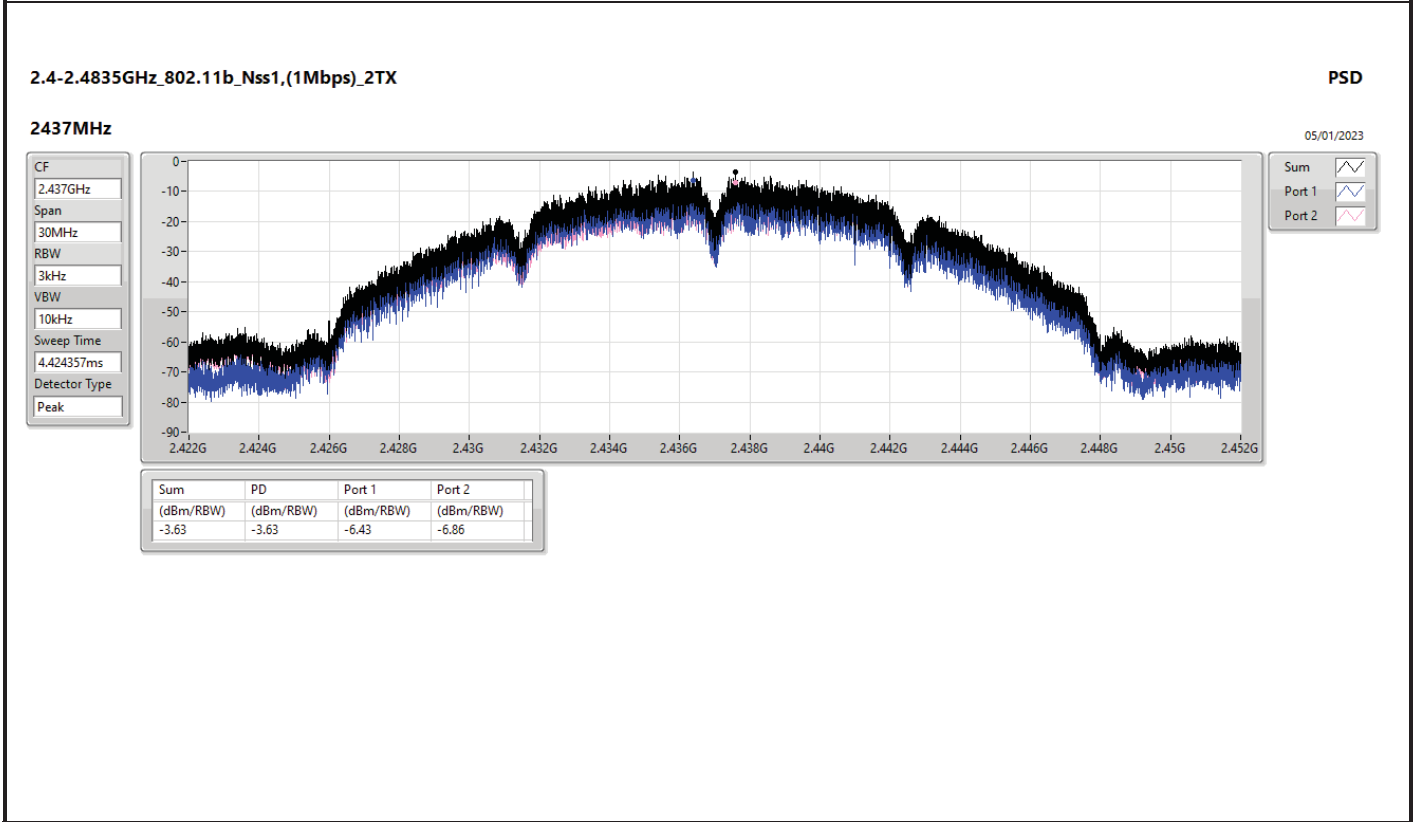 2.4-2.4835GHz_802.11b_Nss1,(1Mbps)_2TX PSD
2437MHz
05/01/2023
CF
2.437GHz
Span
30MHz
RBW
3kHz
VBW
10kHz
Sweep Time
4.424357ms
Detector Type
Peak
0
-10
-20
-30
-40
-50
-60
-70
-80
-90
2.422G 2.424G 2.426G 2.428G 2.43G 2.432G 2.434G 2.436G 2.438G 2.44G 2.442G 2.444G 2.446G 2.448G 2.45G 2.452G
Sum
Port 1
Port 2
Sum PD Port 1 Port 2
(dBm/RBW) (dBm/RBW) (dBm/RBW) (dBm/RBW)
-3.63 -3.63 -6.43 -6.86